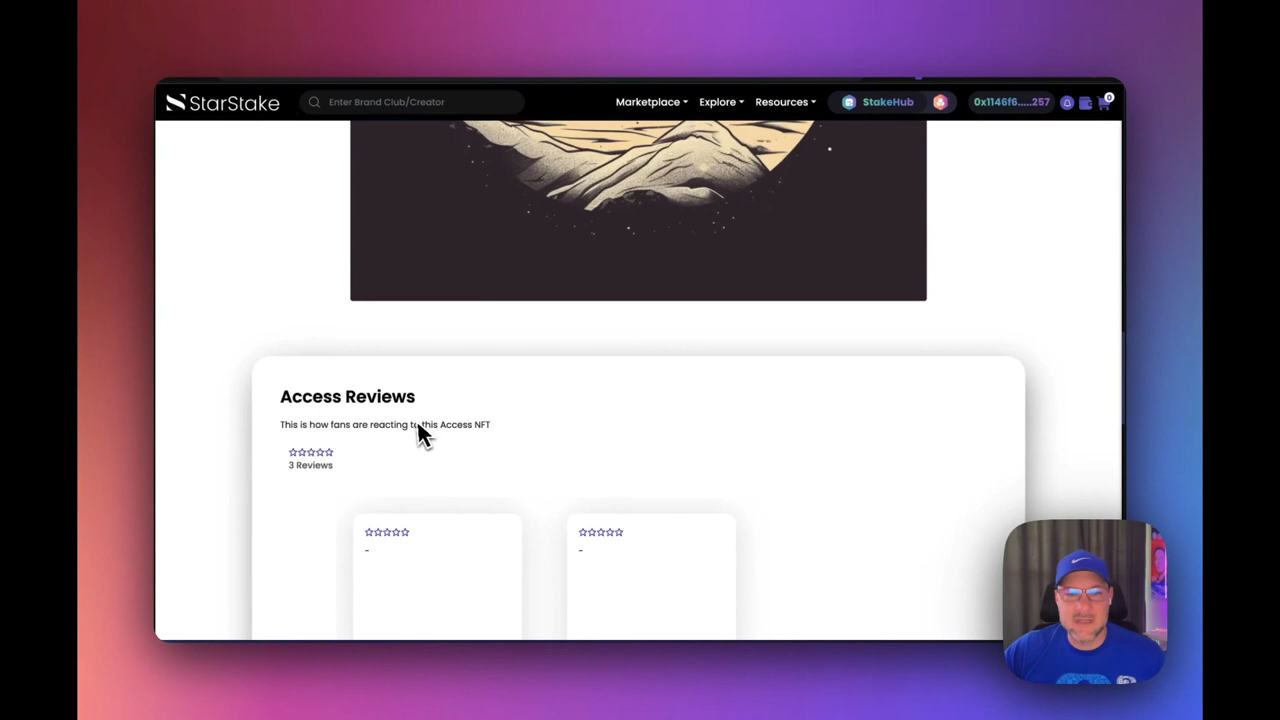 StarStake
Enter Brand Club/Creator
Marketplace
Explore
Resources
StakeHub
0x1146f6.....257
0
Access Reviews
This is how fans are reacting to this Access NFT
3 Reviews
-
-